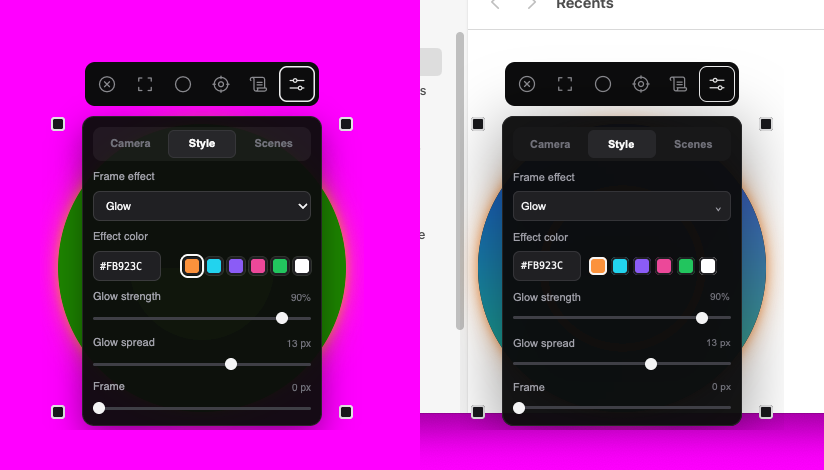 Recents
s
e
Camera Style Scenes
Frame effect
Glow
Effect color
#FB923C
Glow strength 90%
Glow spread 13 px
Frame 0 px
Camera Style Scenes
Frame effect
Glow
Effect color
#FB923C
Glow strength 90%
Glow spread 13 px
Frame 0 px